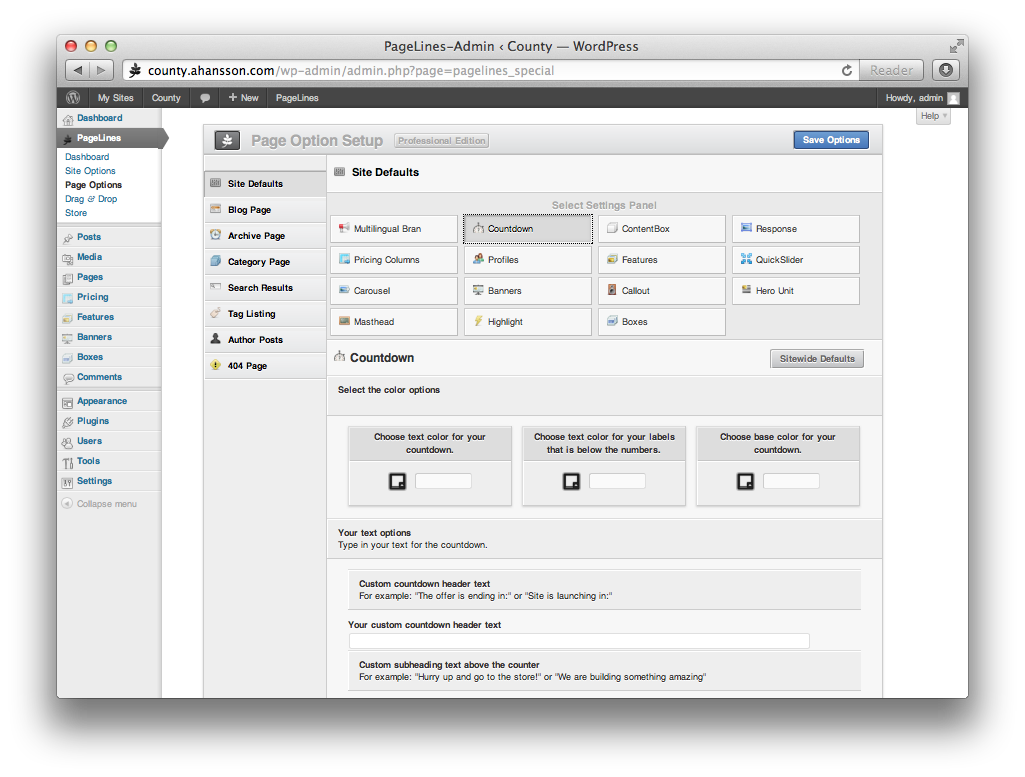 PageLines-Admin ‹ County — WordPress
county.ahansson.com/wp-admin/admin.php?page=pagelines_special
Reader
My Sites
County
+ New
PageLines
Howdy, admin
Help
Dashboard
PageLines
Dashboard
Site Options
Page Options
Drag & Drop
Store
Posts
Media
Pages
Pricing
Features
Banners
Boxes
Comments
Appearance
Plugins
Users
Tools
Settings
Collapse menu
Page Option Setup
Professional Edition
Save Options
Site Defaults
Blog Page
Archive Page
Category Page
Search Results
Tag Listing
Author Posts
404 Page
Site Defaults
Select Settings Panel
Multilingual Bran
Countdown
ContentBox
Response
Pricing Columns
Profiles
Features
QuickSlider
Carousel
Banners
Callout
Hero Unit
Masthead
Highlight
Boxes
Countdown
Sitewide Defaults
Select the color options
Choose text color for your
countdown.
Choose text color for your labels
that is below the numbers.
Choose base color for your
countdown.
Your text options
Type in your text for the countdown.
Custom countdown header text
For example: "The offer is ending in:" or "Site is launching in:"
Your custom countdown header text
Custom subheading text above the counter
For example: "Hurry up and go to the store!" or "We are building something amazing"